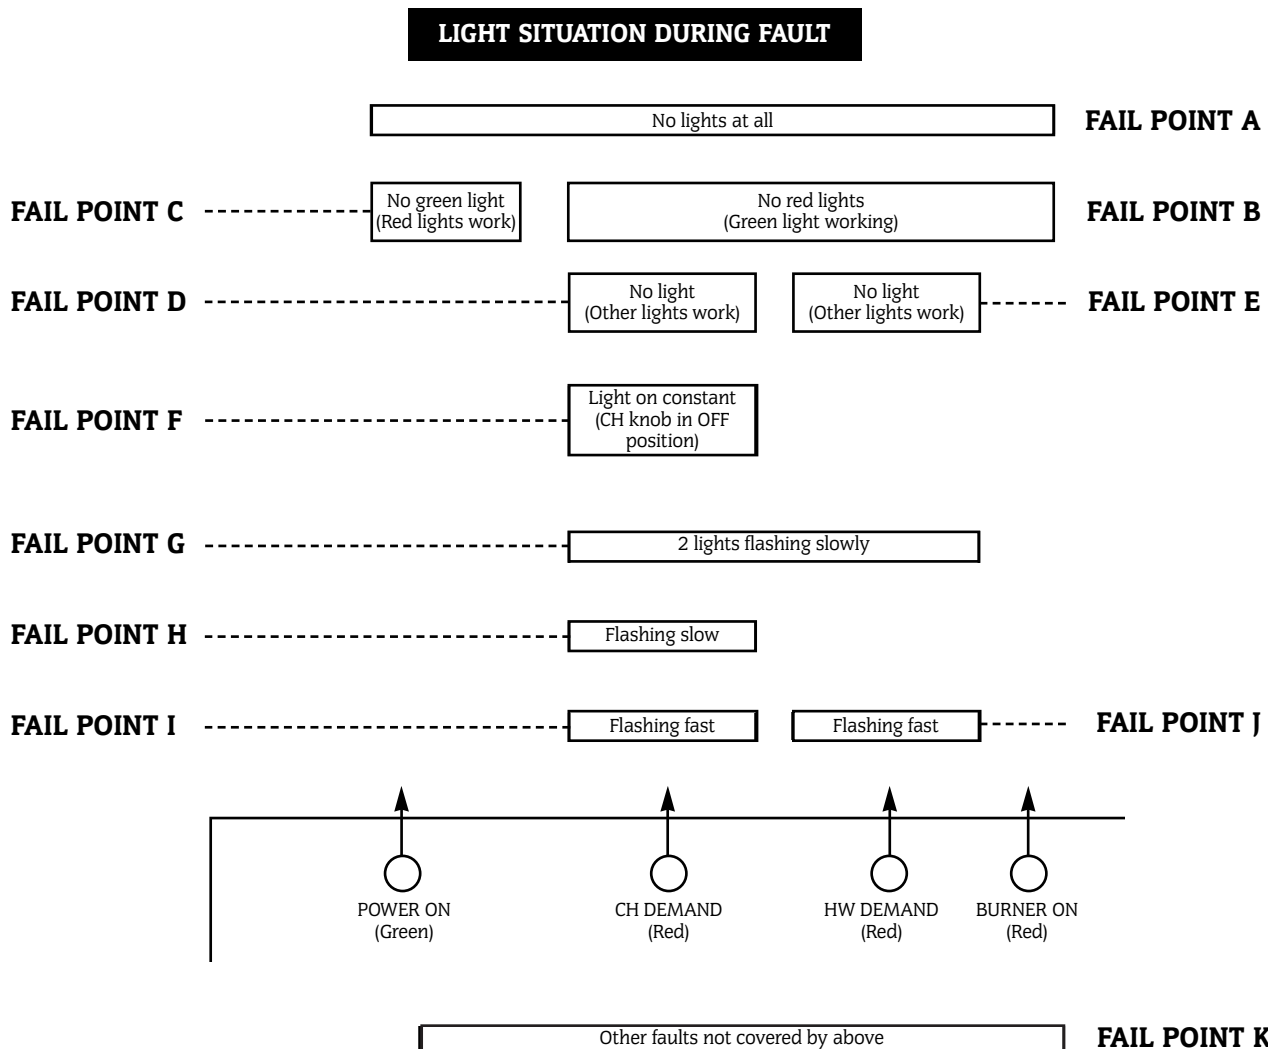 LIGHT SITUATION DURING FAULT
No lights at all
FAIL POINT A
FAIL POINT C
No green light
(Red lights work)
No red lights
(Green light working)
FAIL POINT B
FAIL POINT D
No light
(Other lights work)
No light
(Other lights work)
FAIL POINT E
FAIL POINT F
Light on constant
(CH knob in OFF
position)
FAIL POINT G
2 lights flashing slowly
FAIL POINT H
Flashing slow
FAIL POINT I
Flashing fast
Flashing fast
FAIL POINT J
POWER ON
(Green)
CH DEMAND
(Red)
HW DEMAND
(Red)
BURNER ON
(Red)
Other faults not covered by above
FAIL POINT K